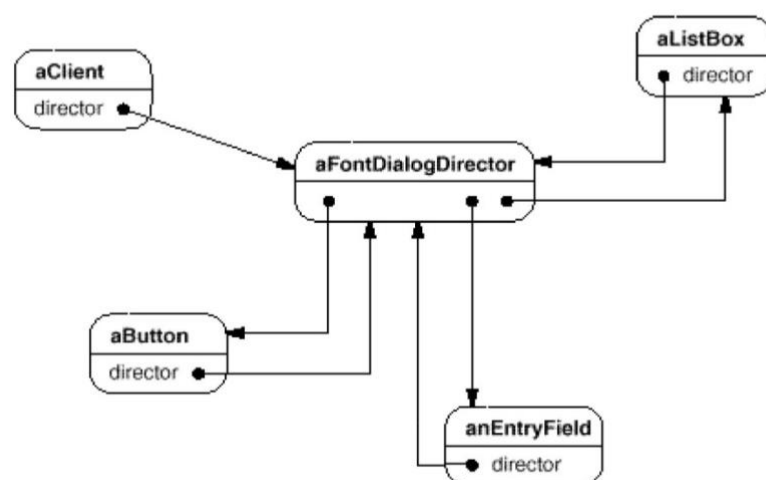 aListBox
director
aClient
director
aFontDialogDirector
aButton
director
anEntryField
director